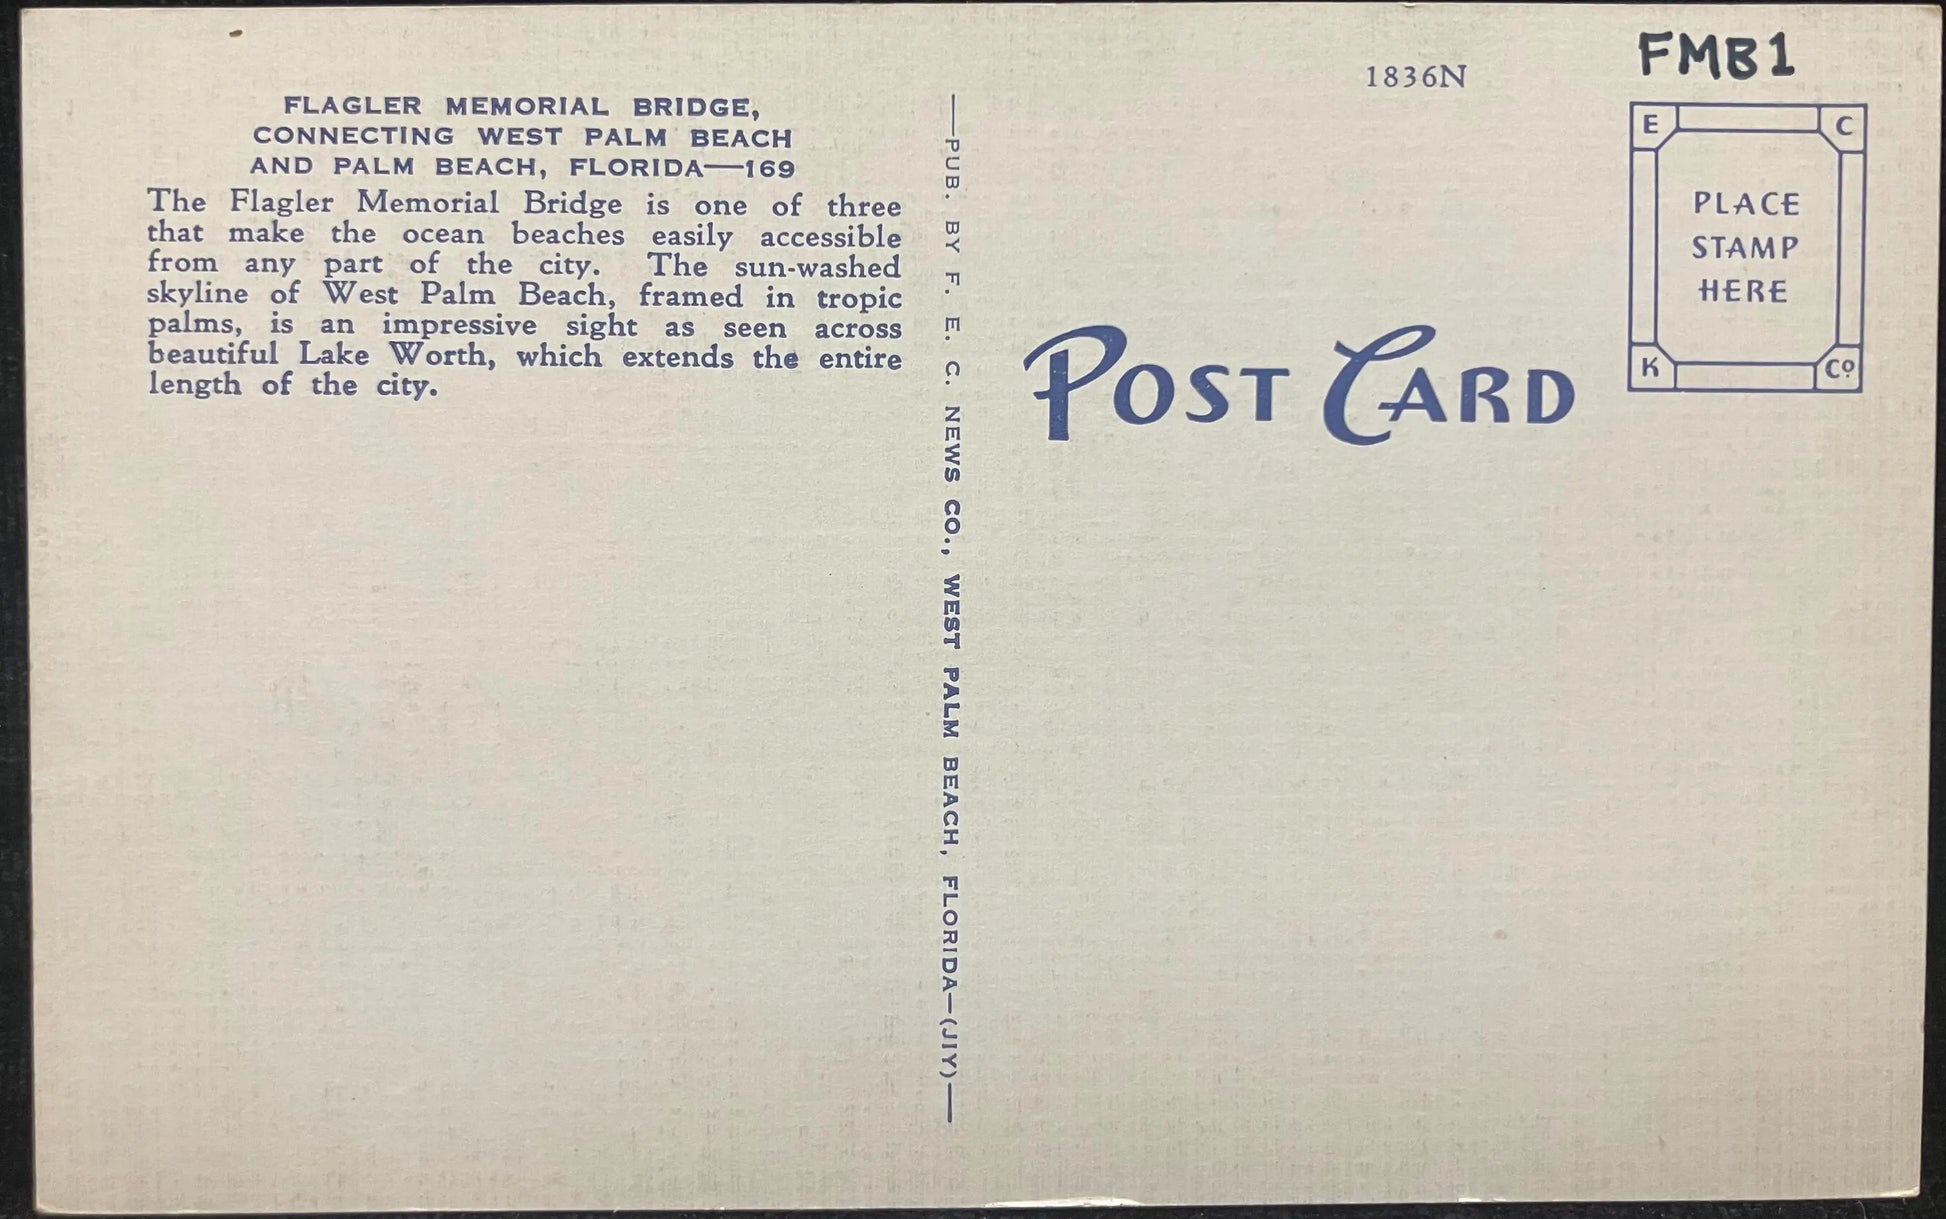 FLAGLER MEMORIAL BRIDGE,
CONNECTING WEST PALM BEACH
AND PALM BEACH, FLORIDA—169
The Flagler Memorial Bridge is one of three
that make the ocean beaches easily accessible
from any part of the city. The sun-washed
skyline of West Palm Beach, framed in tropic
palms, is an impressive sight as seen across
beautiful Lake Worth, which extends the entire
length of the city.
—PUB. BY F. E. C. NEWS CO., WEST PALM BEACH, FLORIDA—(JIY)—
1836N
FMB1
E C
PLACE
STAMP
HERE
K Co
POST CARD